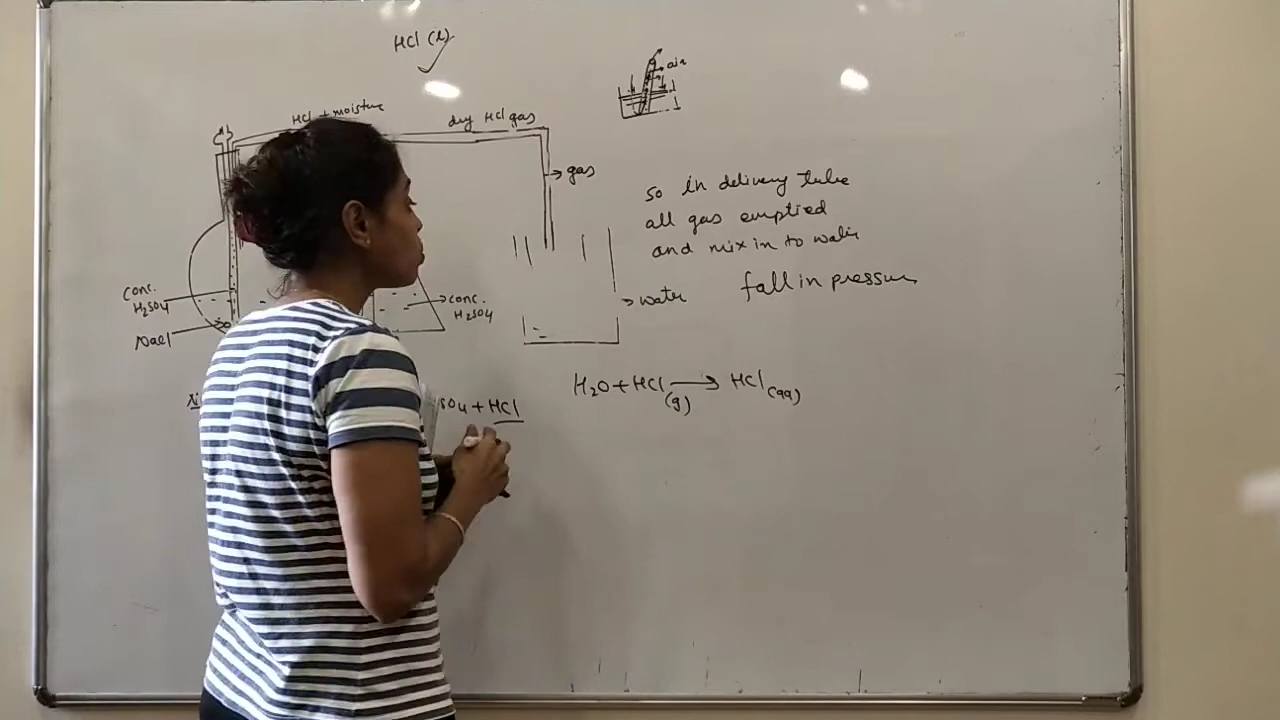 HCl (l)
air
HCl + moisture
dry HCl gas
gas
so in delivery tube
all gas emptied
and mix in to water
fall in pressure
conc.
H₂SO₄
NaCl
conc.
H₂SO₄
water
SO₄ + HCl
H₂O + HCl (g) → HCl (aq)